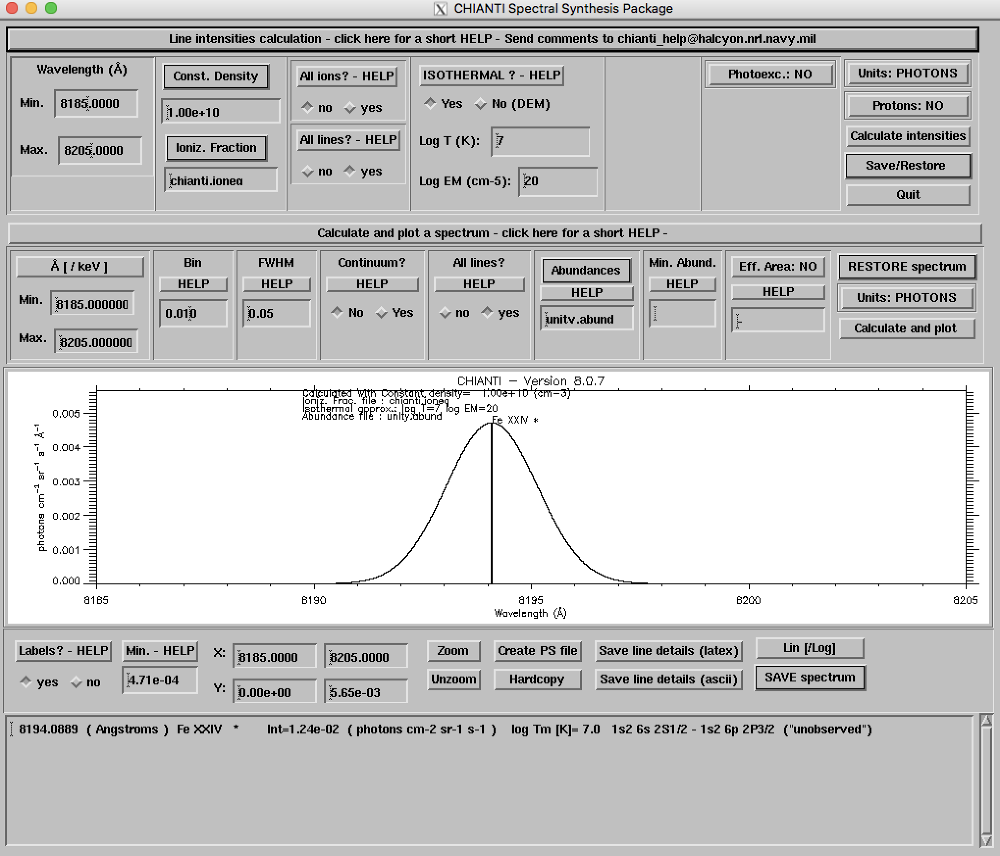 CHIANTI Spectral Synthesis Package
Line intensities calculation - click here for a short HELP - Send comments to chianti_help@halcyon.nrl.navy.mil
Wavelength (Å)
Min. 8185.0000
Max. 8205.0000
Const. Density
1.00e+10
Ioniz. Fraction
chianti.ioneq
All ions? - HELP
no yes
All lines? - HELP
no yes
ISOTHERMAL ? - HELP
Yes No (DEM)
Log T (K): 7
Log EM (cm-5): 20
Photoexc.: NO
Units: PHOTONS
Protons: NO
Calculate intensities
Save/Restore
Quit
Calculate and plot a spectrum - click here for a short HELP -
Å [ / keV ]
Min. 8185.000000
Max. 8205.000000
Bin
HELP
0.010
FWHM
HELP
0.05
Continuum?
HELP
No Yes
All lines?
HELP
no yes
Abundances
HELP
unity.abund
Min. Abund.
HELP
Eff. Area: NO
HELP
-
RESTORE spectrum
Units: PHOTONS
Calculate and plot
CHIANTI - Version 8.0.7
Calculated with Constant density= 1.00e+10 (cm-3)
Ioniz. Frac. file : chianti.ioneq
Isothermal approx.: log T=7, log EM=20
Abundance file : unity.abund
Fe XXIV *
photons cm-1 sr-1 s-1 Å-1
0.005
0.004
0.003
0.002
0.001
0.000
8185 8190 8195 8200 8205
Wavelength (Å)
Labels? - HELP
yes no
Min. - HELP
4.71e-04
X: 8185.0000 8205.0000
Y: 0.00e+00 5.65e-03
Zoom
Unzoom
Create PS file
Hardcopy
Save line details (latex)
Save line details (ascii)
Lin [/Log]
SAVE spectrum
8194.0889 ( Angstroms ) Fe XXIV * Int=1.24e-02 ( photons cm-2 sr-1 s-1 ) log Tm [K]= 7.0 1s2 6s 2S1/2 - 1s2 6p 2P3/2 ("unobserved")